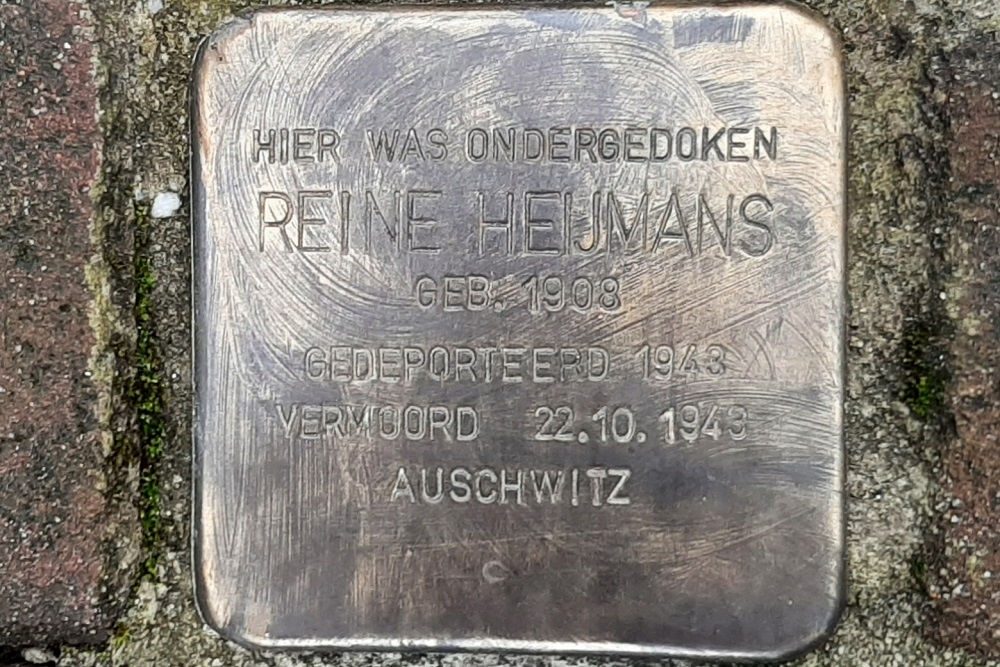 HIER WAS ONDERGEDOKEN
REINE HEIJMANS
GEB. 1908
GEDEPORTEERD 1943
VERMOORD 22.10.1943
AUSCHWITZ